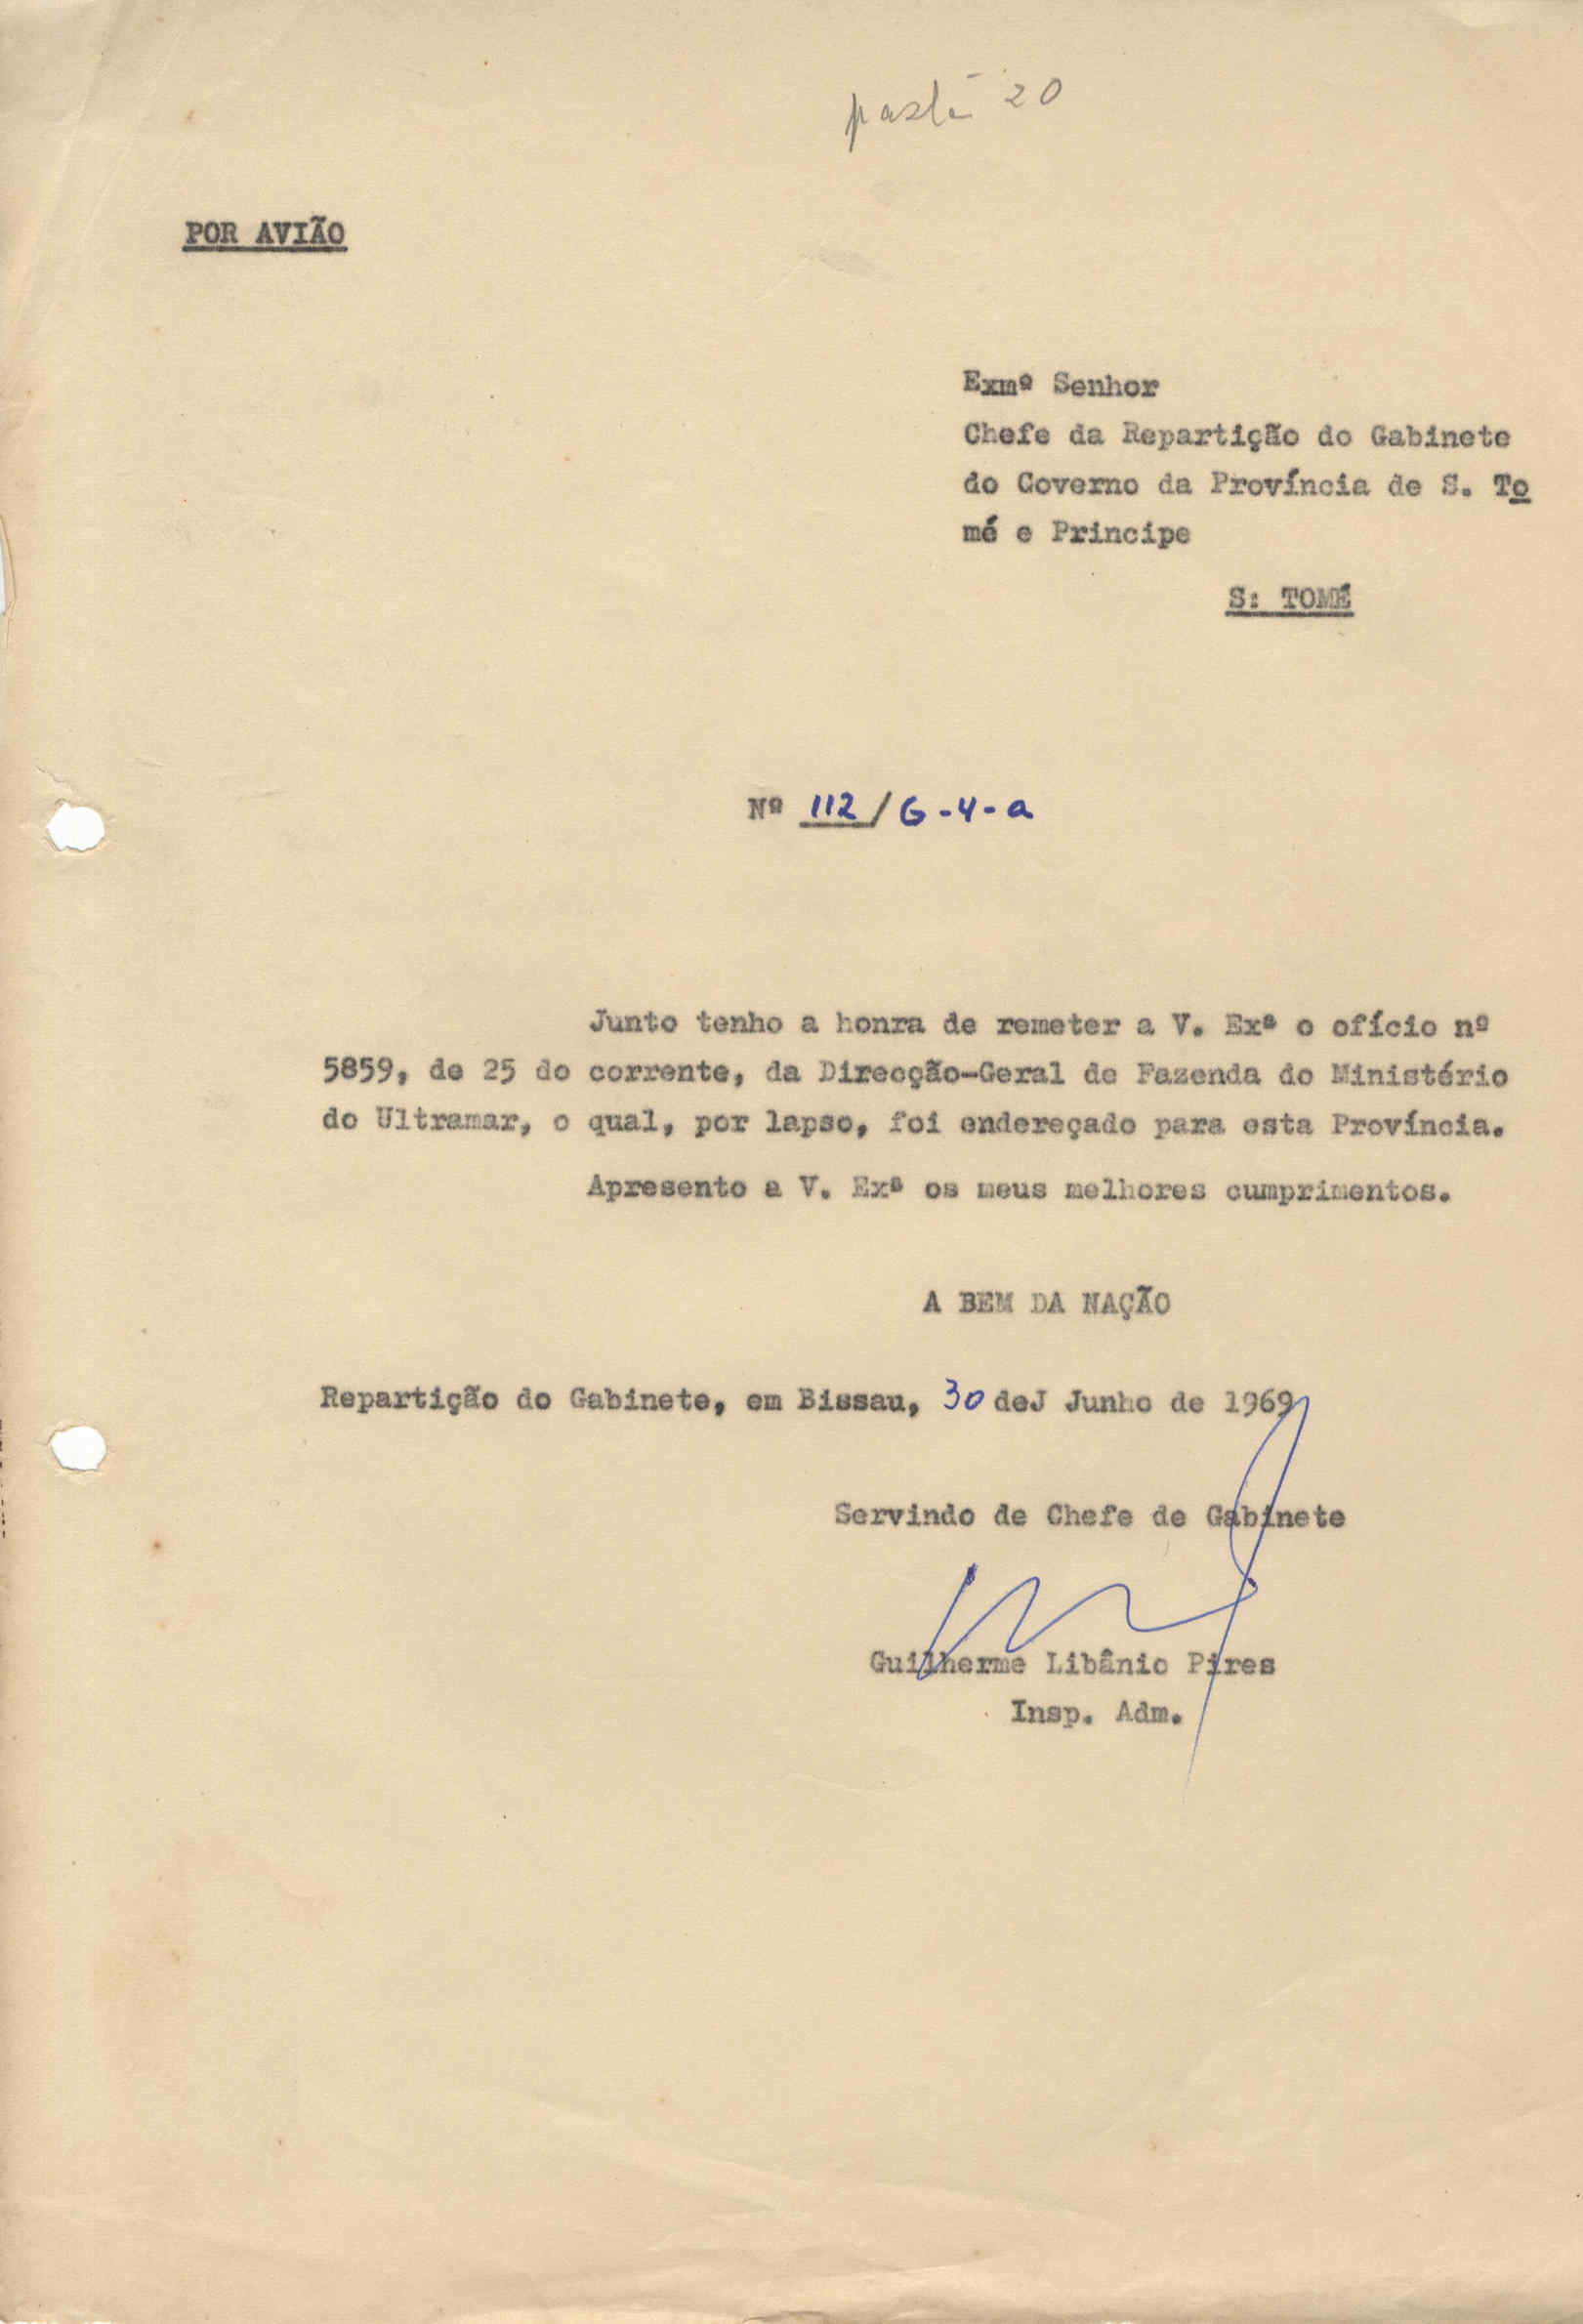 pasta 20
POR AVIÃO
Exmº Senhor
Chefe da Repartição do Gabinete
do Governo da Província de S. To
mé e Principe
S: TOMÉ
Nº 112/G-4-a
Junto tenho a honra de remeter a V. Exª o ofício nº
5859, de 25 do corrente, da Direcção-Geral de Fazenda do Ministério
do Ultramar, o qual, por lapso, foi endereçado para esta Província.
Apresento a V. Exª os meus melhores cumprimentos.
A BEM DA NAÇÃO
Repartição do Gabinete, em Bissau, 30 deJ Junho de 1969
Servindo de Chefe de Gabinete
Guilherme Libânio Pires
Insp. Adm.